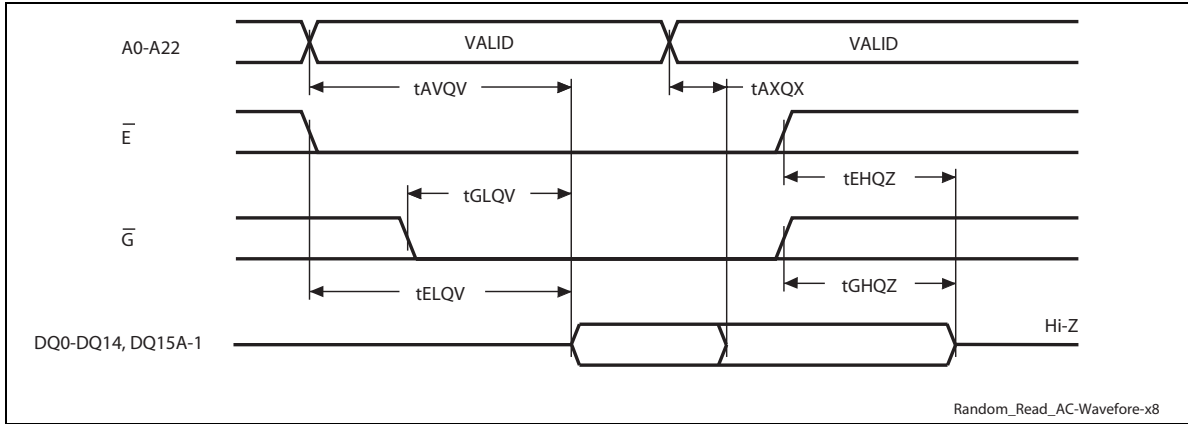 A0-A22
VALID
VALID
tAVQV
tAXQX
E̅
tEHQZ
tGLQV
G̅
tGHQZ
tELQV
Hi-Z
DQ0-DQ14, DQ15A-1
Random_Read_AC-Wavefore-x8